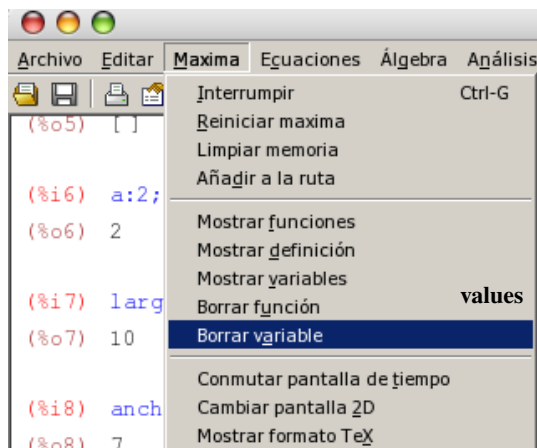 Archivo Editar Maxima Ecuaciones Álgebra Análisis
Interrumpir Ctrl-G
Reiniciar maxima
Limpiar memoria
Añadir a la ruta
Mostrar funciones
Mostrar definición
Mostrar variables
Borrar función
Borrar variable
Conmutar pantalla de tiempo
Cambiar pantalla 2D
Mostrar formato TeX
(%o5) [ ]
(%i6) a:2;
(%o6) 2
(%i7) larg
(%o7) 10
(%i8) anch
(%o8) 7
values